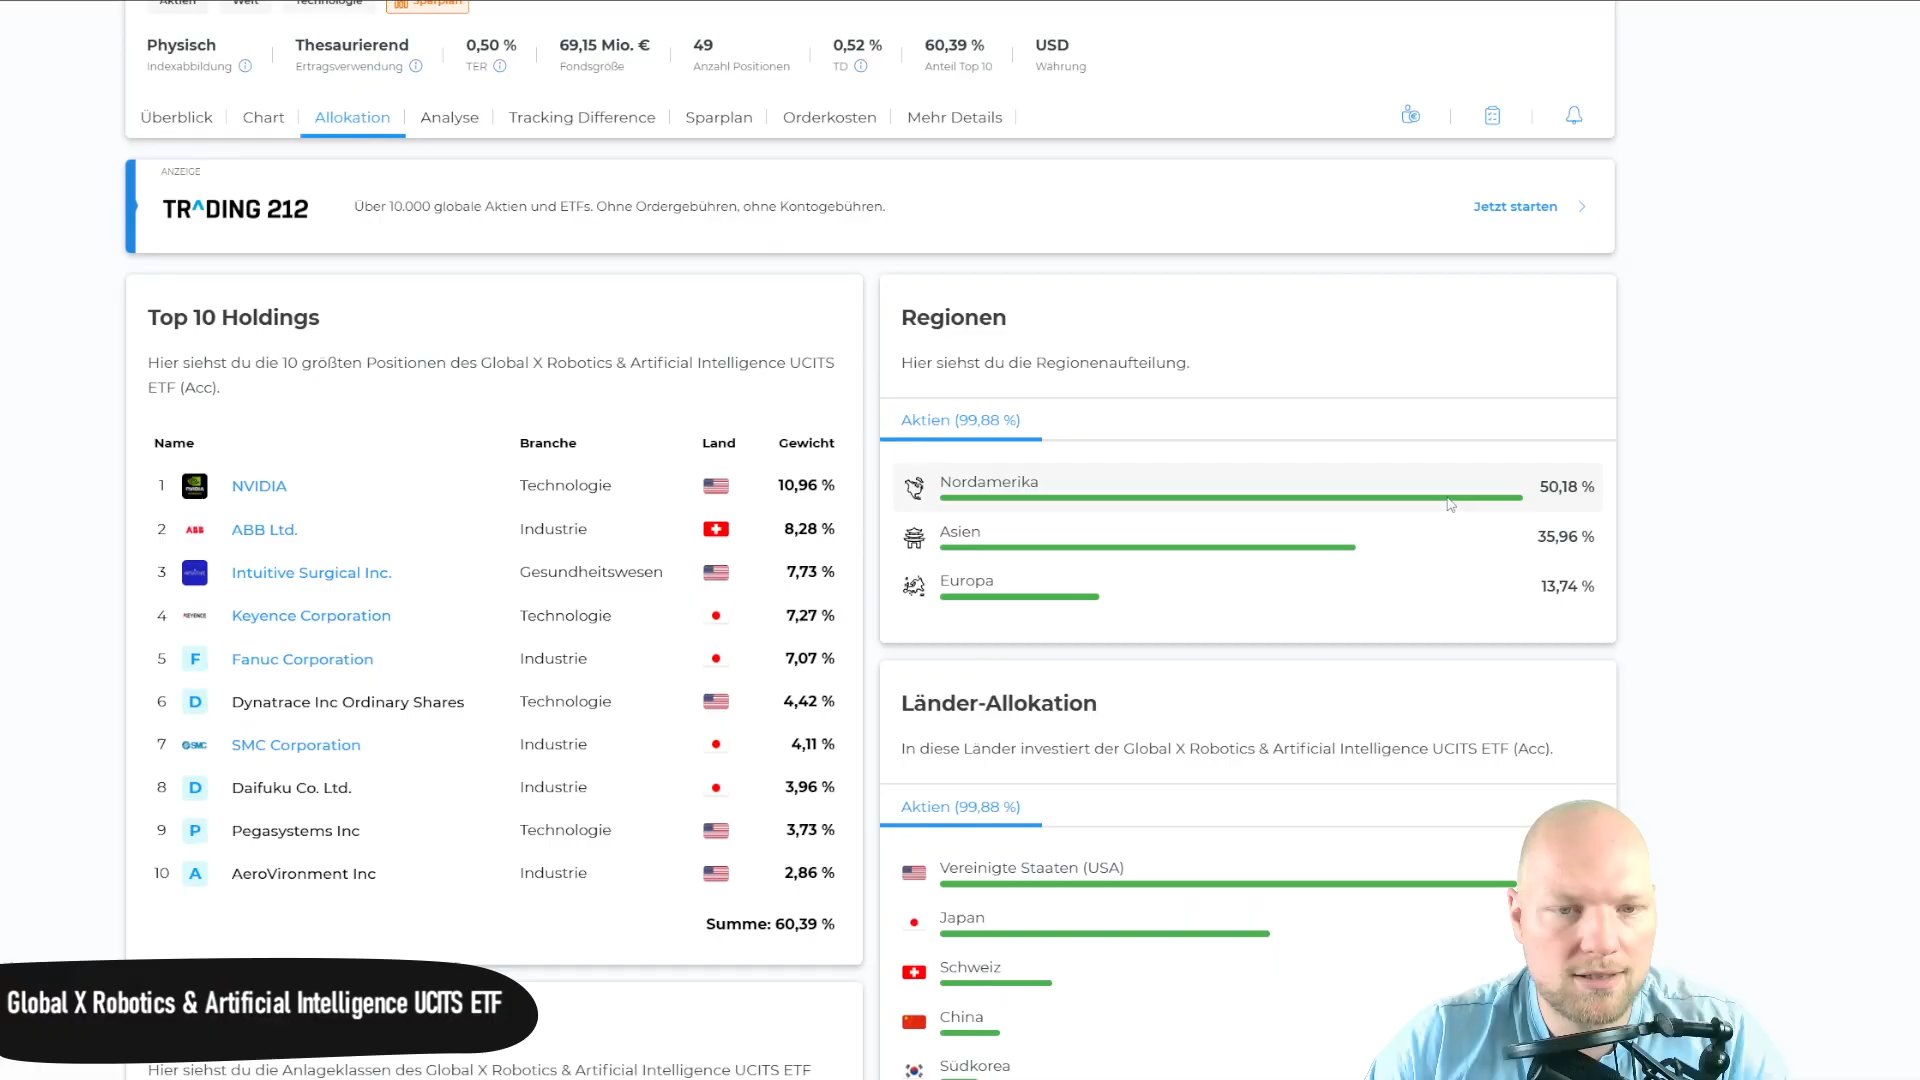 Aktien Welt Technologie Sparplan
Physisch Thesaurierend 0,50 % 69,15 Mio. € 49 0,52 % 60,39 % USD
Indexabbildung Ertragsverwendung TER Fondsgröße Anzahl Positionen TD Anteil Top 10 Währung
Überblick Chart Allokation Analyse Tracking Difference Sparplan Orderkosten Mehr Details
ANZEIGE
TRADING 212 Über 10.000 globale Aktien und ETFs. Ohne Ordergebühren, ohne Kontogebühren. Jetzt starten
Top 10 Holdings
Hier siehst du die 10 größten Positionen des Global X Robotics & Artificial Intelligence UCITS
ETF (Acc).
Name Branche Land Gewicht
1 NVIDIA Technologie 10,96 %
2 ABB ABB Ltd. Industrie 8,28 %
3 Intuitive Surgical Inc. Gesundheitswesen 7,73 %
4 KEYENCE Keyence Corporation Technologie 7,27 %
5 F Fanuc Corporation Industrie 7,07 %
6 D Dynatrace Inc Ordinary Shares Technologie 4,42 %
7 SMC SMC Corporation Industrie 4,11 %
8 D Daifuku Co. Ltd. Industrie 3,96 %
9 P Pegasystems Inc Technologie 3,73 %
10 A AeroVironment Inc Industrie 2,86 %
Summe: 60,39 %
Regionen
Hier siehst du die Regionenaufteilung.
Aktien (99,88 %)
Nordamerika 50,18 %
Asien 35,96 %
Europa 13,74 %
Länder-Allokation
In diese Länder investiert der Global X Robotics & Artificial Intelligence UCITS ETF (Acc).
Aktien (99,88 %)
Vereinigte Staaten (USA)
Japan
Schweiz
China
Südkorea
Global X Robotics & Artificial Intelligence UCITS ETF
Hier siehst du die Anlageklassen des Global X Robotics & Artificial Intelligence UCITS ETF